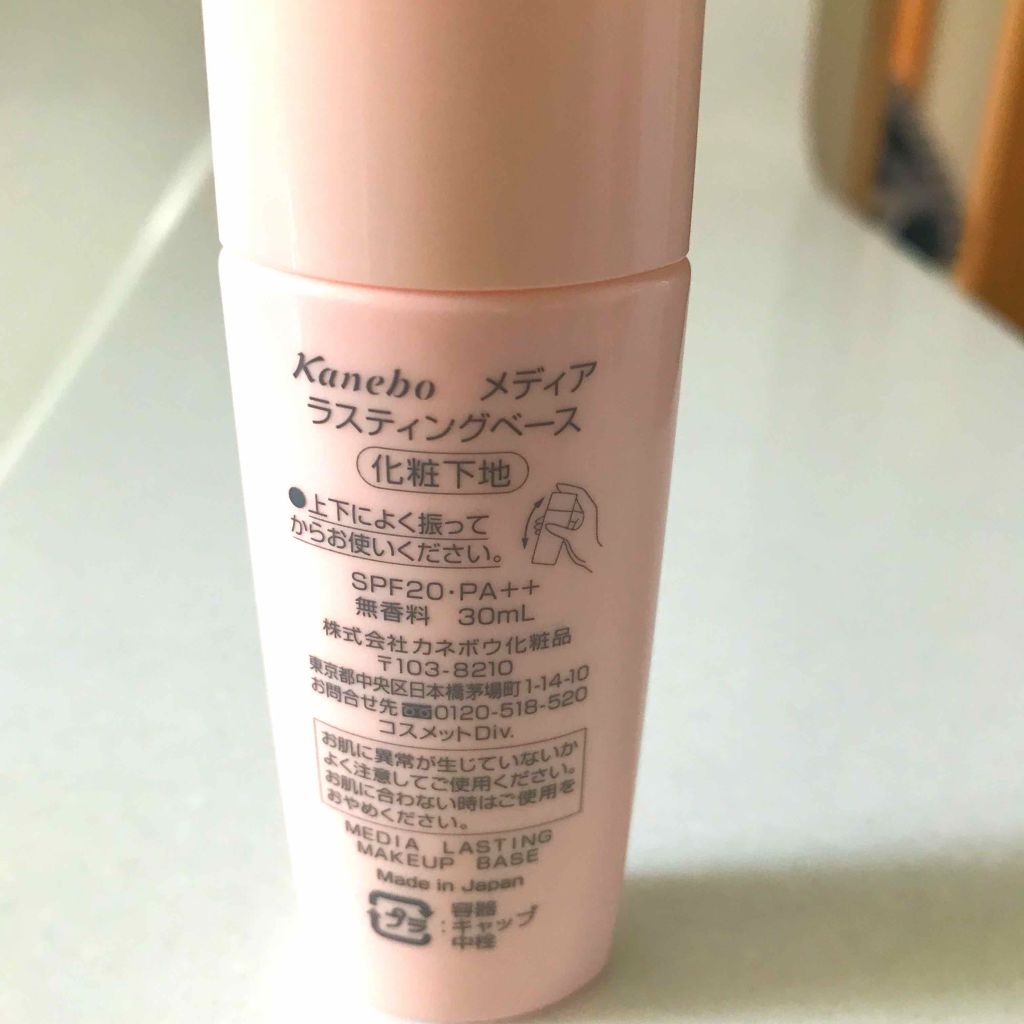 Kanebo メディア
ラスティングベース
化粧下地
●上下によく振って
からお使いください。
SPF20・PA++
無香料 30mL
株式会社カネボウ化粧品
〒103-8210
東京都中央区日本橋茅場町1-14-10
お問合せ先 0120-518-520
コスメットDiv.
お肌に異常が生じていないか
よく注意してご使用ください。
お肌に合わない時はご使用を
おやめください。
MEDIA LASTING
MAKEUP BASE
Made in Japan
容器
プラ:キャップ
中栓